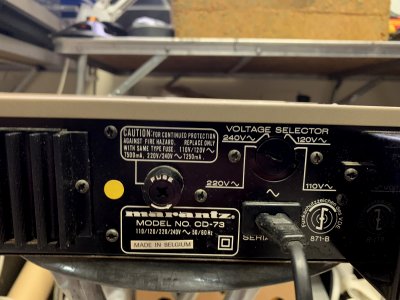 CAUTION: FOR CONTINUED PROTECTION
AGAINST FIRE HAZARD, REPLACE ONLY
WITH SAME TYPE FUSE. 110V/120V~
T500mA, 220V/240V~T250mA.
FUSE
VOLTAGE SELECTOR
240V~
120V~
220V~
110V~
~
marantz
MODEL NO. CD-73
110/120/220/240V~ 50/60Hz
MADE IN BELGIUM
SERIAL
871-B